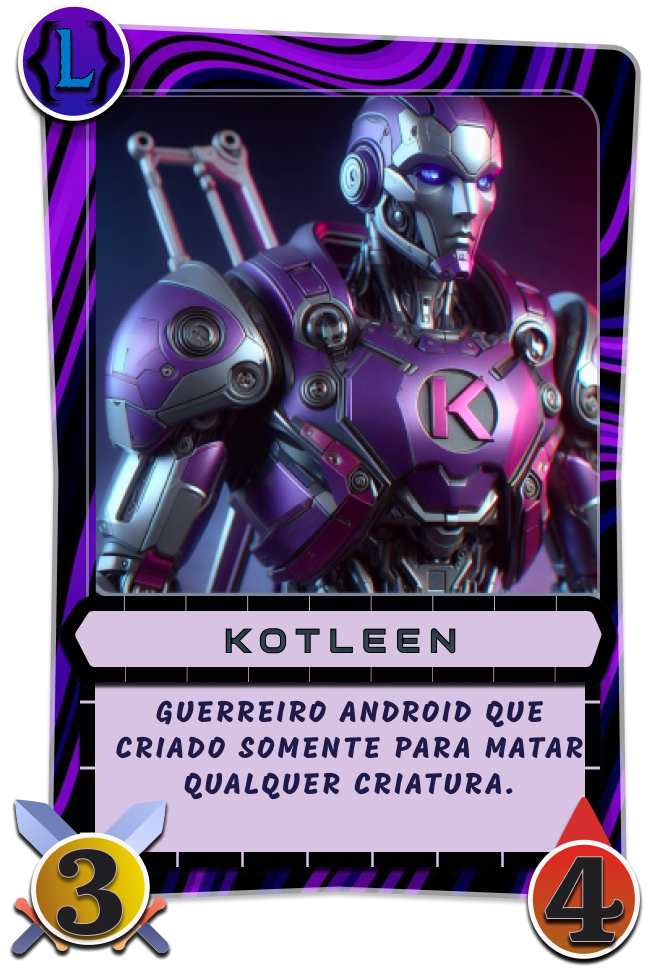 L
K
KOTLEEN
GUERREIRO ANDROID QUE
CRIADO SOMENTE PARA MATAR
QUALQUER CRIATURA.
3
4